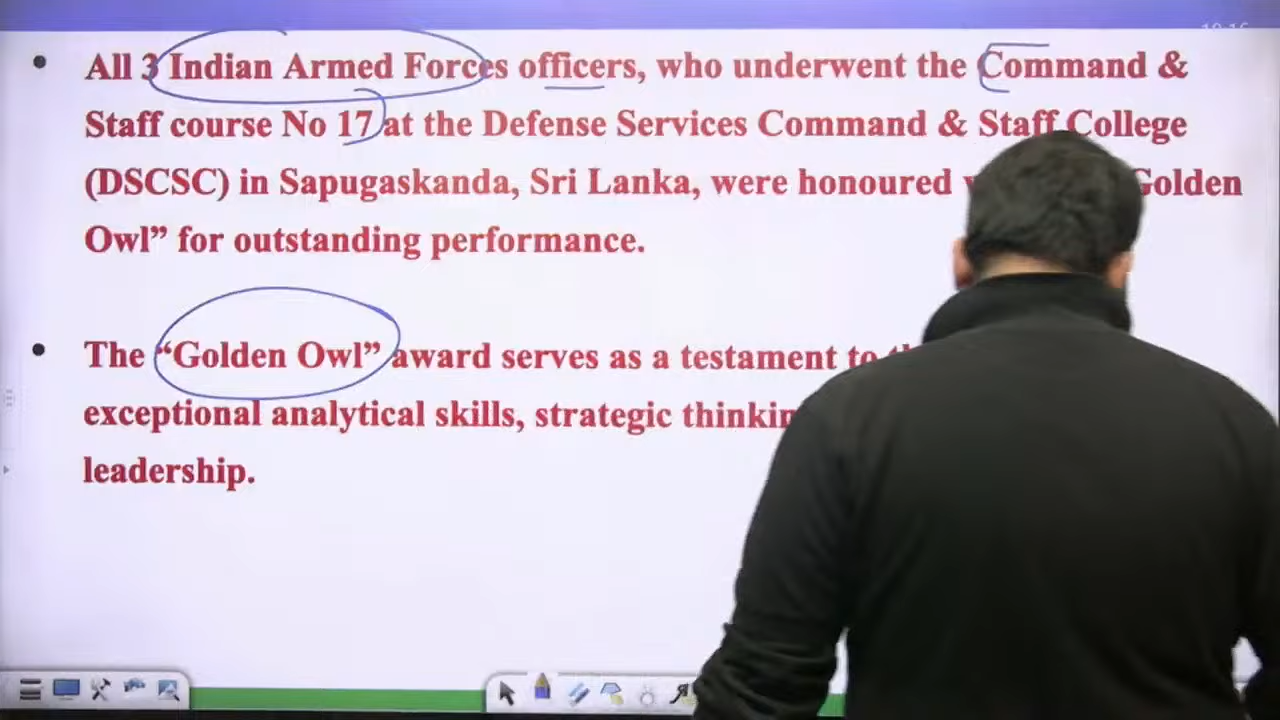 • All 3 Indian Armed Forces officers, who underwent the Command &
Staff course No 17 at the Defense Services Command & Staff College
(DSCSC) in Sapugaskanda, Sri Lanka, were honoured Golden
Owl” for outstanding performance.
• The “Golden Owl” award serves as a testament to
exceptional analytical skills, strategic
leadership.